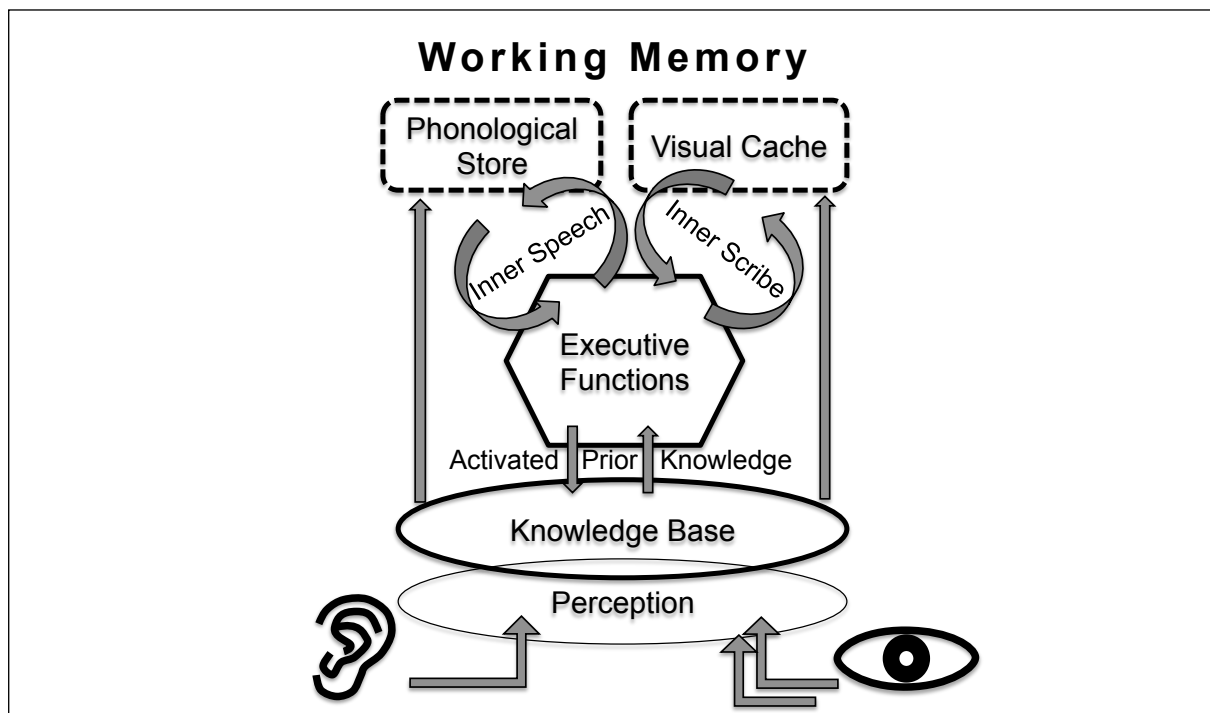 Working Memory
Phonological
Store
Visual Cache
Inner Speech
Inner Scribe
Executive
Functions
Activated Prior Knowledge
Knowledge Base
Perception